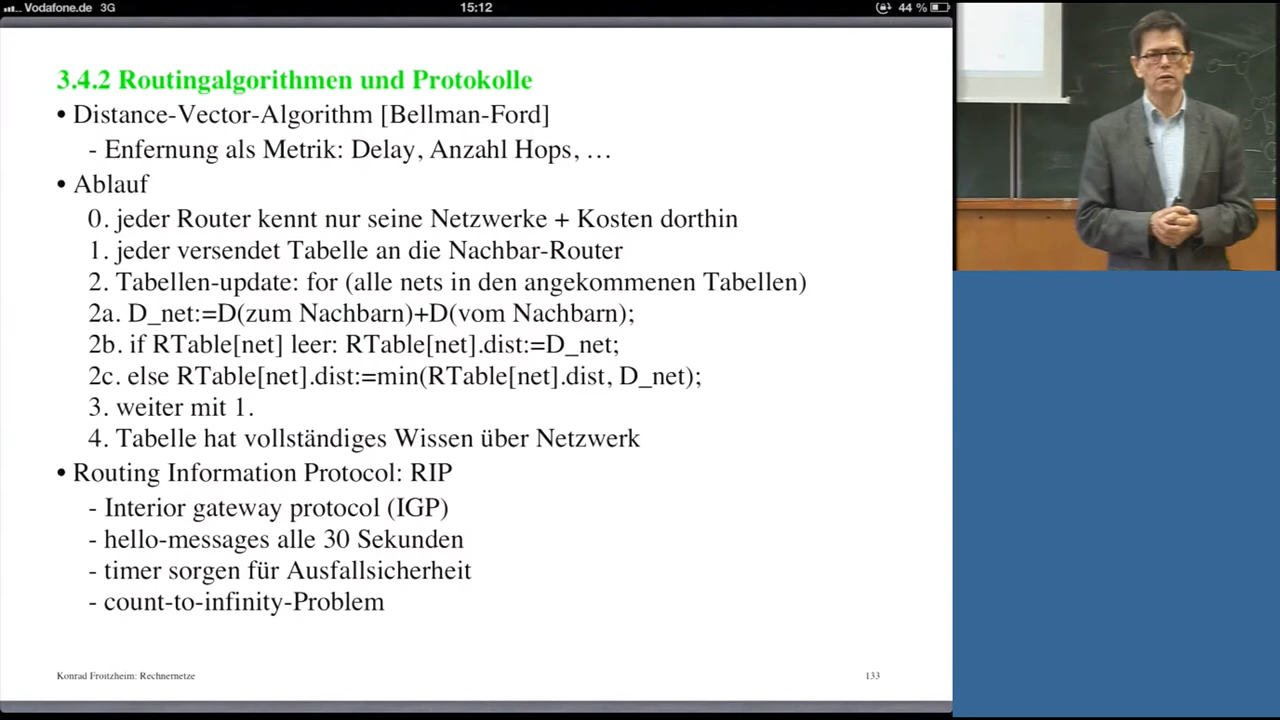 Vodafone.de 3G 15:12 44 %
3.4.2 Routingalgorithmen und Protokolle
• Distance-Vector-Algorithm [Bellman-Ford]
- Enfernung als Metrik: Delay, Anzahl Hops, …
• Ablauf
0. jeder Router kennt nur seine Netzwerke + Kosten dorthin
1. jeder versendet Tabelle an die Nachbar-Router
2. Tabellen-update: for (alle nets in den angekommenen Tabellen)
2a. D_net:=D(zum Nachbarn)+D(vom Nachbarn);
2b. if RTable[net] leer: RTable[net].dist:=D_net;
2c. else RTable[net].dist:=min(RTable[net].dist, D_net);
3. weiter mit 1.
4. Tabelle hat vollständiges Wissen über Netzwerk
• Routing Information Protocol: RIP
- Interior gateway protocol (IGP)
- hello-messages alle 30 Sekunden
- timer sorgen für Ausfallsicherheit
- count-to-infinity-Problem
Konrad Froitzheim: Rechnernetze 133